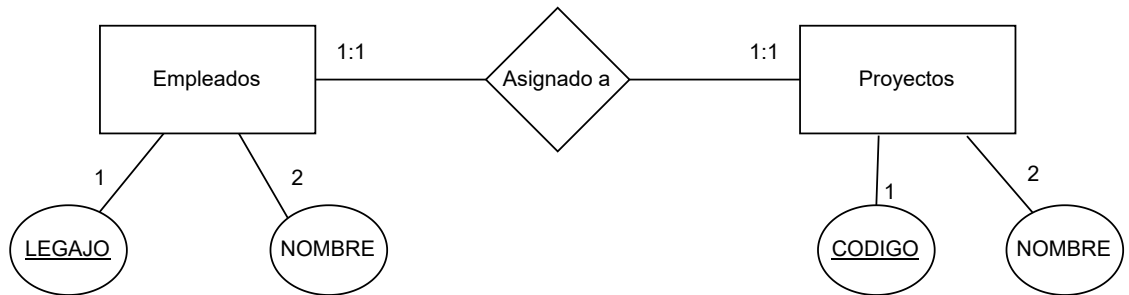 1:1
1:1
Empleados
Asignado a
Proyectos
1
2
1
2
LEGAJO
NOMBRE
CODIGO
NOMBRE